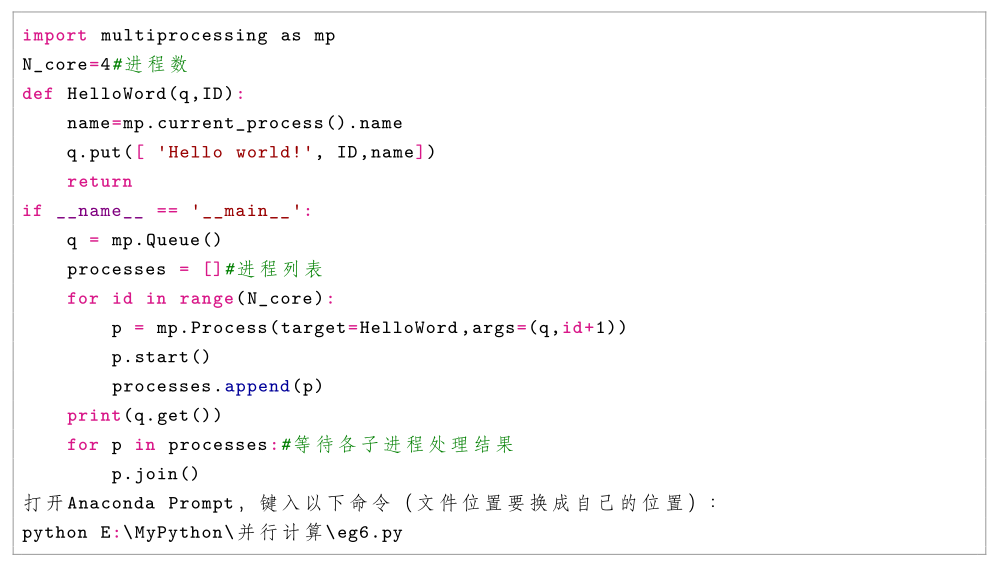 import multiprocessing as mp
N_core=4#进程数
def HelloWord(q,ID):
    name=mp.current_process().name
    q.put([ 'Hello world!', ID,name])
    return
if __name__ == '__main__':
    q = mp.Queue()
    processes = []#进程列表
    for id in range(N_core):
        p = mp.Process(target=HelloWord,args=(q,id+1))
        p.start()
        processes.append(p)
    print(q.get())
    for p in processes:#等待各子进程处理结果
        p.join()
打开Anaconda Prompt，键入以下命令（文件位置要换成自己的位置）：
python E:\MyPython\并行计算\eg6.py